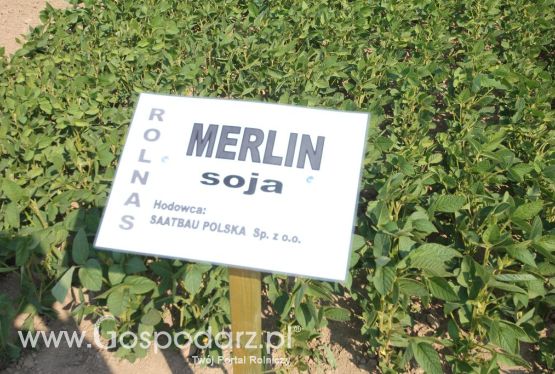 ROLNAS
MERLIN
soja
Hodowca:
SAATBAU POLSKA Sp. z o.o.
www.Gospodarz.pl®
Twój Portal Rolniczy